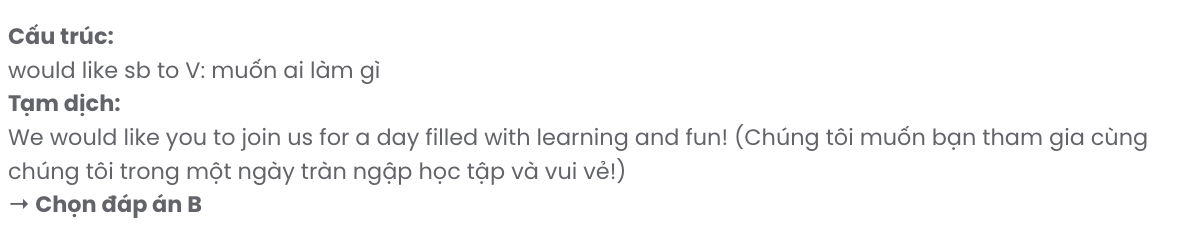 Cấu trúc:
would like sb to V: muốn ai làm gì
Tạm dịch:
We would like you to join us for a day filled with learning and fun! (Chúng tôi muốn bạn tham gia cùng
chúng tôi trong một ngày tràn ngập học tập và vui vẻ!)
→ Chọn đáp án B